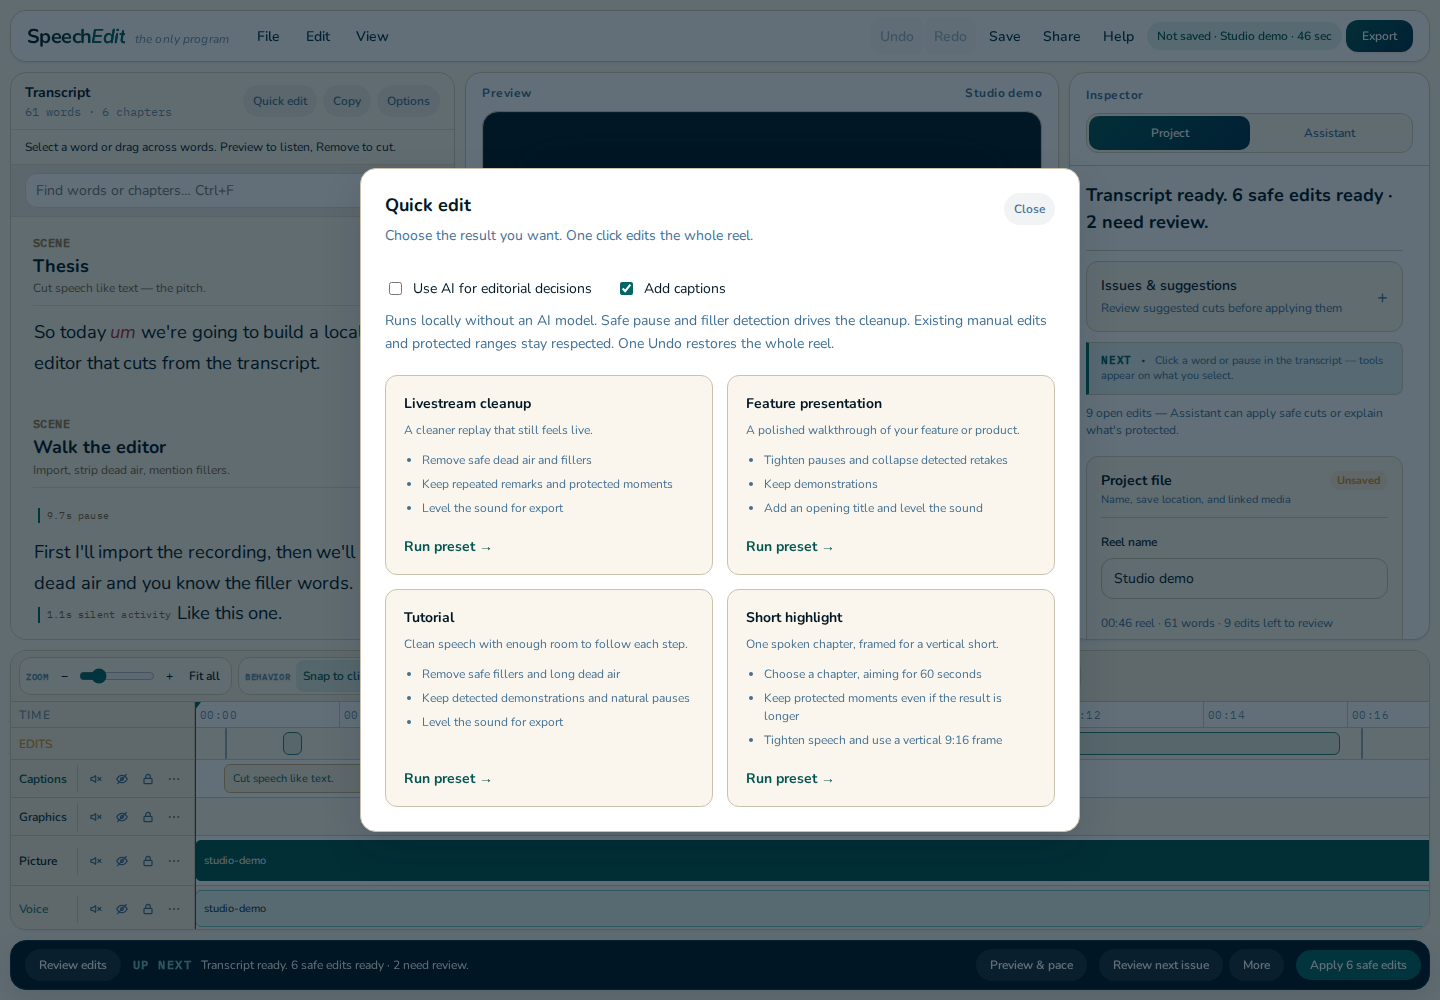 SpeechEdit the only program File Edit View Undo Redo Save Share Help Not saved · Studio demo · 46 sec Export
Transcript
61 words · 6 chapters
Quick edit Copy Options
Select a word or drag across words. Preview to listen, Remove to cut.
Find words or chapters... Ctrl+F
SCENE
Thesis
Cut speech like text — the pitch.
So today um we're going to build a local
editor that cuts from the transcript.
SCENE
Walk the editor
Import, strip dead air, mention fillers.
9.7s pause
First I'll import the recording, then we'll
dead air and you know the filler words.
1.1s silent activity Like this one.
Preview Studio demo
Quick edit
Close
Choose the result you want. One click edits the whole reel.
Use AI for editorial decisions Add captions
Runs locally without an AI model. Safe pause and filler detection drives the cleanup. Existing manual edits
and protected ranges stay respected. One Undo restores the whole reel.
Livestream cleanup
A cleaner replay that still feels live.
• Remove safe dead air and fillers
• Keep repeated remarks and protected moments
• Level the sound for export
Run preset →
Feature presentation
A polished walkthrough of your feature or product.
• Tighten pauses and collapse detected retakes
• Keep demonstrations
• Add an opening title and level the sound
Run preset →
Tutorial
Clean speech with enough room to follow each step.
• Remove safe fillers and long dead air
• Keep detected demonstrations and natural pauses
• Level the sound for export
Run preset →
Short highlight
One spoken chapter, framed for a vertical short.
• Choose a chapter, aiming for 60 seconds
• Keep protected moments even if the result is
longer
• Tighten speech and use a vertical 9:16 frame
Run preset →
Inspector
Project Assistant
Transcript ready. 6 safe edits ready ·
2 need review.
Issues & suggestions
Review suggested cuts before applying them
+
NEXT · Click a word or pause in the transcript — tools
appear on what you select.
9 open edits — Assistant can apply safe cuts or explain
what's protected.
Project file
Unsaved
Name, save location, and linked media
Reel name
Studio demo
00:46 reel · 61 words · 9 edits left to review
ZOOM − + Fit all BEHAVIOR Snap to cli
TIME 00:00 00 :12 00:14 00:16
EDITS
Captions ··· Cut speech like text.
Graphics ···
Picture ··· studio-demo
Voice ··· studio-demo
Review edits UP NEXT Transcript ready. 6 safe edits ready · 2 need review. Preview & pace Review next issue More Apply 6 safe edits